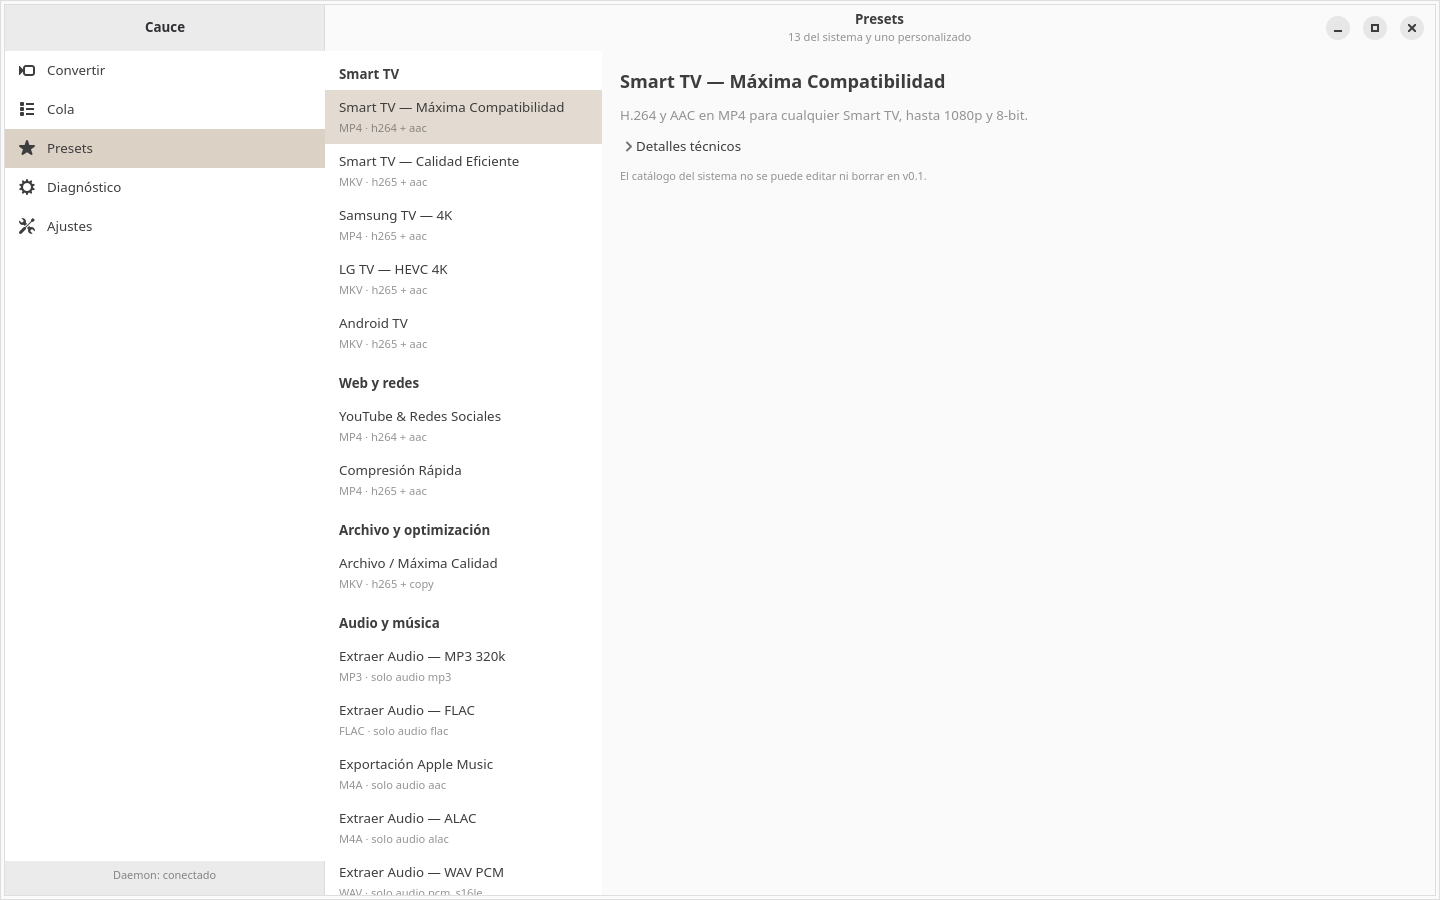 Cauce
Presets
13 del sistema y uno personalizado
Convertir
Cola
Presets
Diagnóstico
Ajustes
Daemon: conectado
Smart TV
Smart TV — Máxima Compatibilidad
MP4 · h264 + aac
Smart TV — Calidad Eficiente
MKV · h265 + aac
Samsung TV — 4K
MP4 · h265 + aac
LG TV — HEVC 4K
MKV · h265 + aac
Android TV
MKV · h265 + aac
Web y redes
YouTube & Redes Sociales
MP4 · h264 + aac
Compresión Rápida
MP4 · h265 + aac
Archivo y optimización
Archivo / Máxima Calidad
MKV · h265 + copy
Audio y música
Extraer Audio — MP3 320k
MP3 · solo audio mp3
Extraer Audio — FLAC
FLAC · solo audio flac
Exportación Apple Music
M4A · solo audio aac
Extraer Audio — ALAC
M4A · solo audio alac
Extraer Audio — WAV PCM
WAV · solo audio pcm_s16le
Smart TV — Máxima Compatibilidad
H.264 y AAC en MP4 para cualquier Smart TV, hasta 1080p y 8-bit.
Detalles técnicos
El catálogo del sistema no se puede editar ni borrar en v0.1.